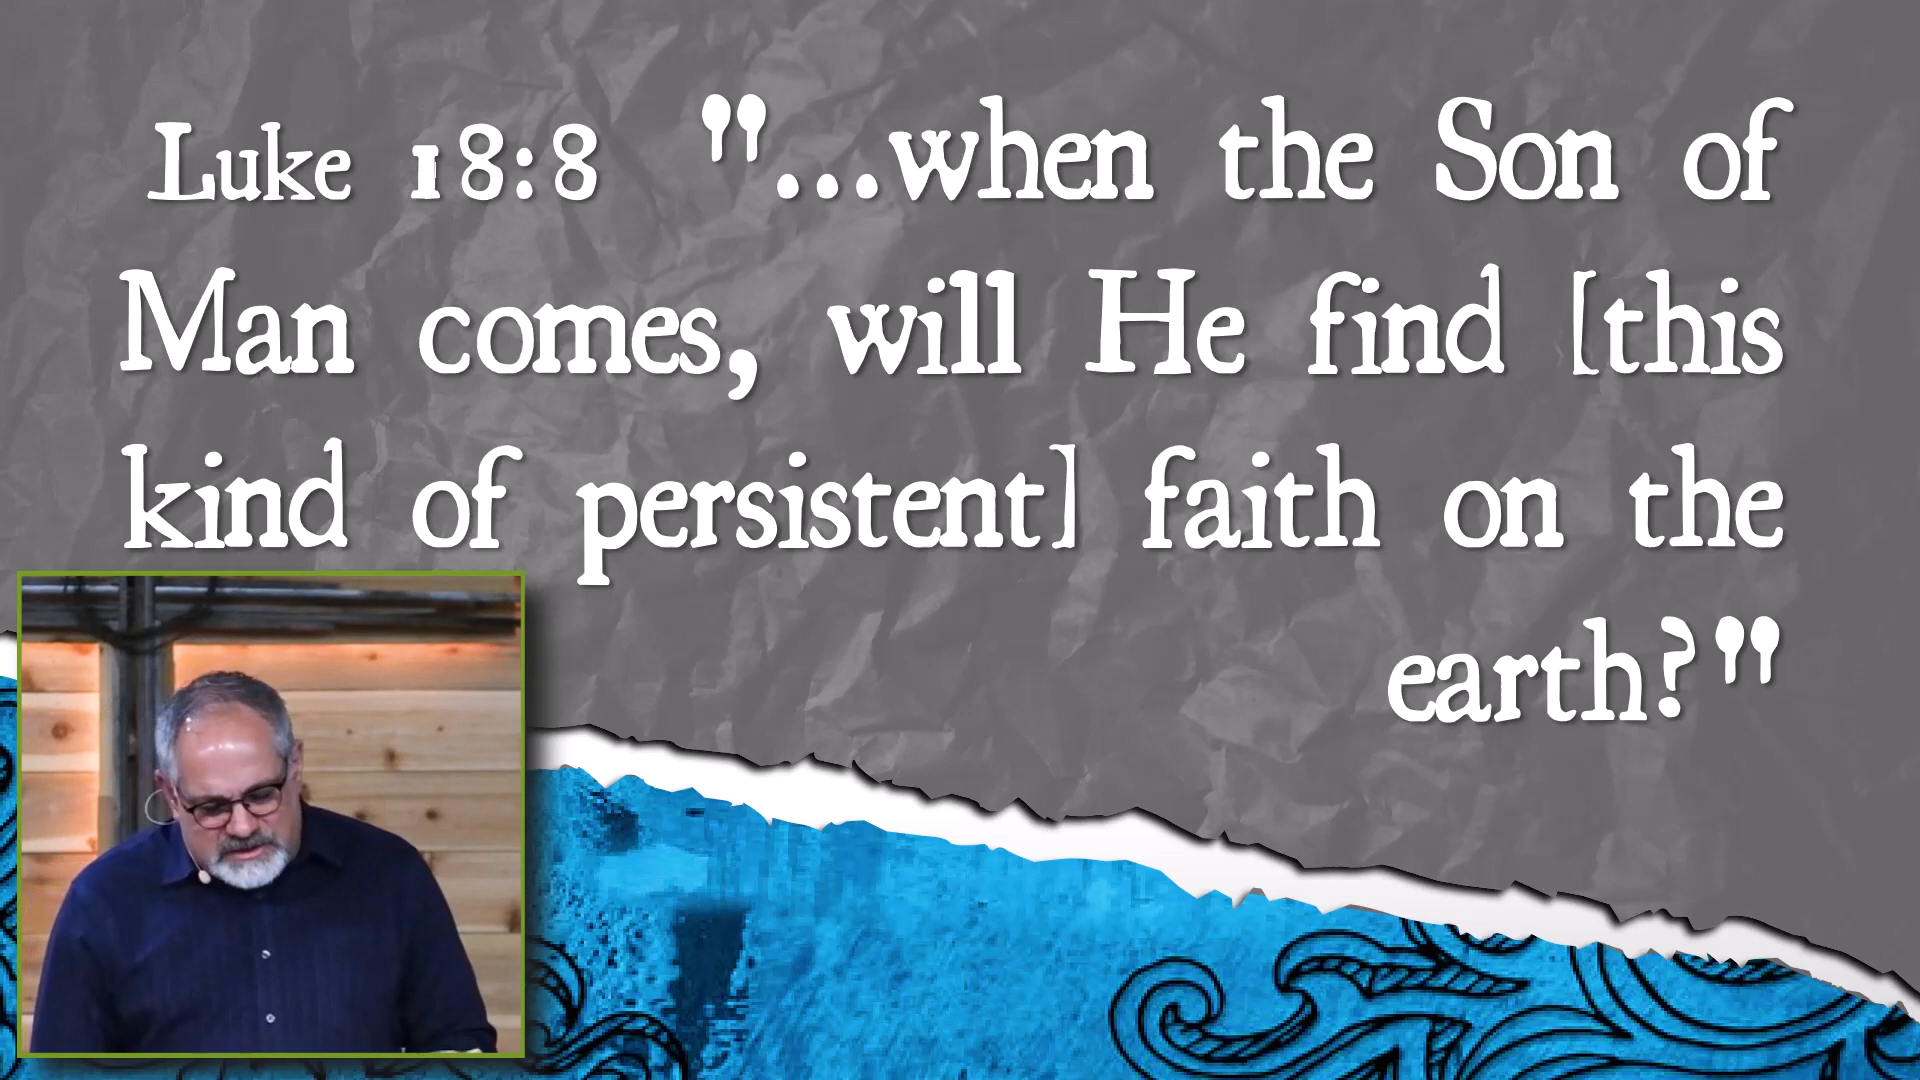 Luke 18:8 "...when the Son of
Man comes, will He find [this
kind of persistent] faith on the
earth?"